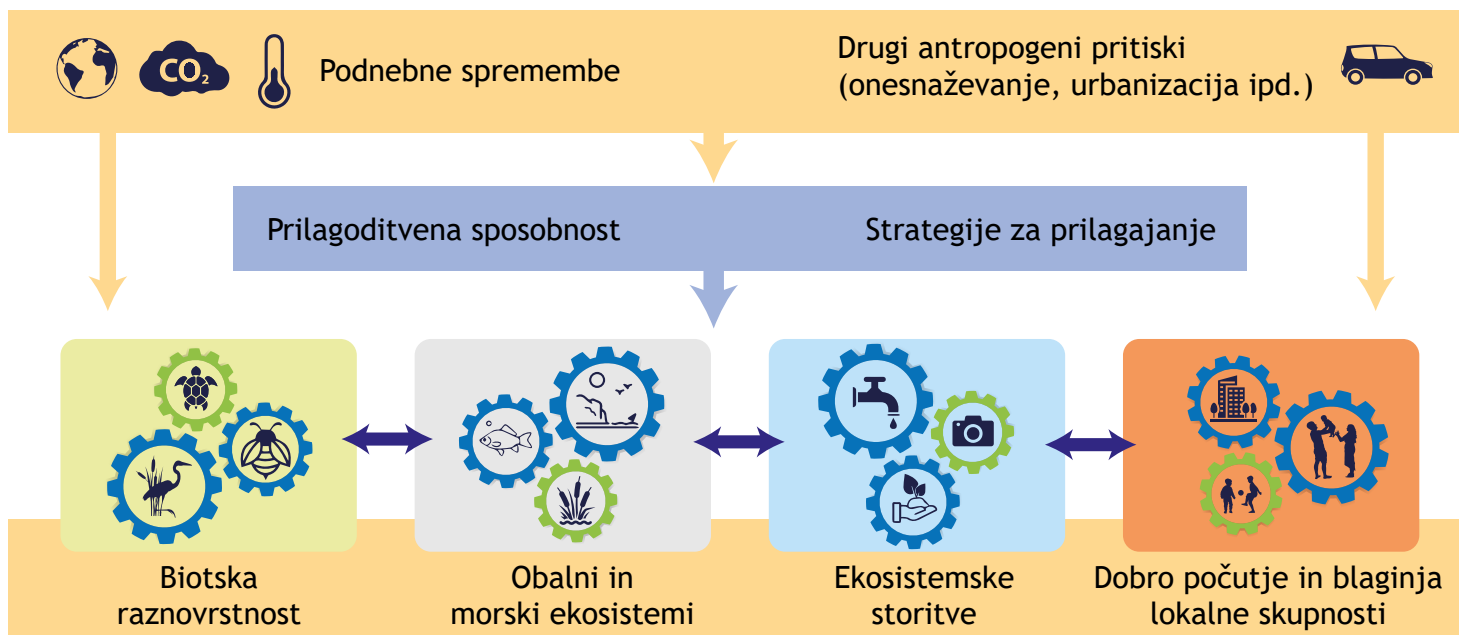 CO₂
Podnebne spremembe
Drugi antropogeni pritiski
(onesnaževanje, urbanizacija ipd.)
Prilagoditvena sposobnost
Strategije za prilagajanje
Biotska
raznovrstnost
Obalni in
morski ekosistemi
Ekosistemske
storitve
Dobro počutje in blaginja
lokalne skupnosti